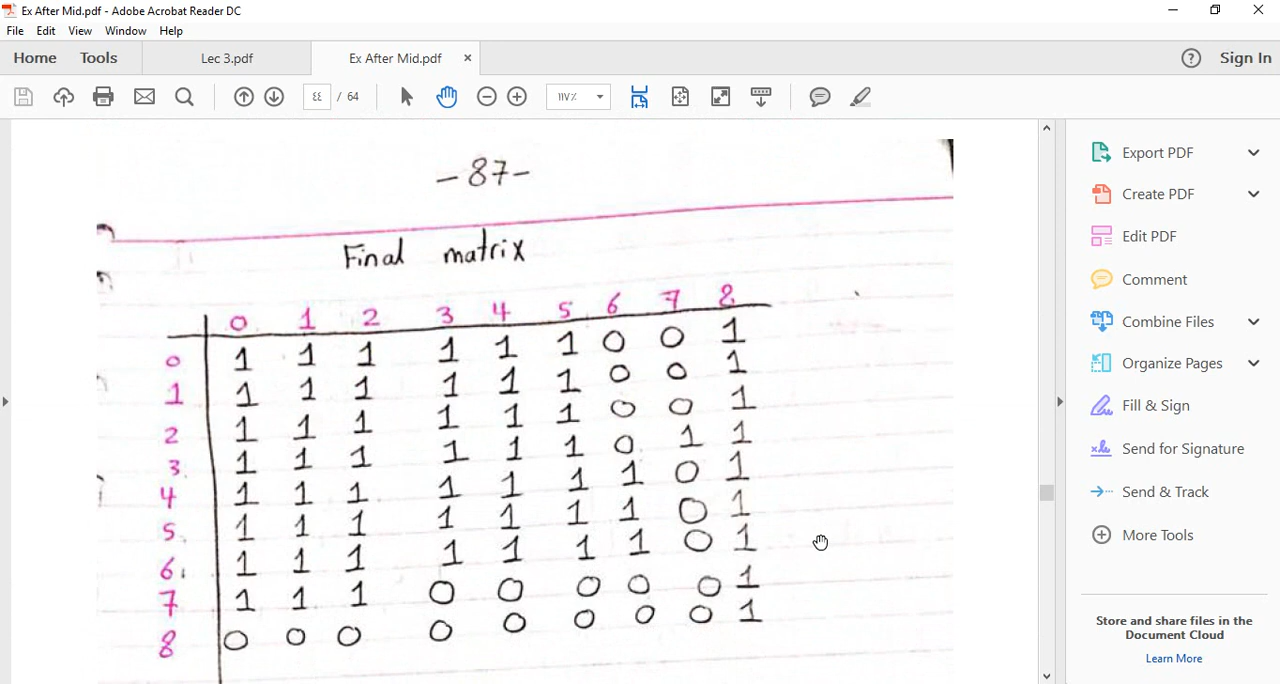 Ex After Mid.pdf - Adobe Acrobat Reader DC
File Edit View Window Help
Home Tools Lec 3.pdf Ex After Mid.pdf × Sign In
٤٤ / 64 ١١٧٪
-87-
Final matrix
0 1 2 3 4 5 6 7 8
0 1 1 1 1 1 1 0 0 1
1 1 1 1 1 1 1 0 0 1
2 1 1 1 1 1 1 0 0 1
3 1 1 1 1 1 1 0 1 1
4 1 1 1 1 1 1 1 0 1
5 1 1 1 1 1 1 1 0 1
6 1 1 1 1 1 1 1 0 1
7 1 1 1 0 0 0 0 0 1
8 0 0 0 0 0 0 0 0 1
Export PDF
Create PDF
Edit PDF
Comment
Combine Files
Organize Pages
Fill & Sign
Send for Signature
Send & Track
More Tools
Store and share files in the
Document Cloud
Learn More